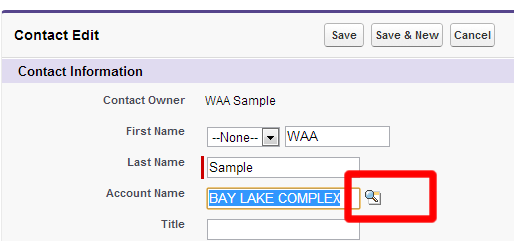 Contact Edit
Save
Save & New
Cancel
Contact Information
Contact Owner WAA Sample
First Name --None-- WAA
Last Name Sample
Account Name BAY LAKE COMPLEX
Title